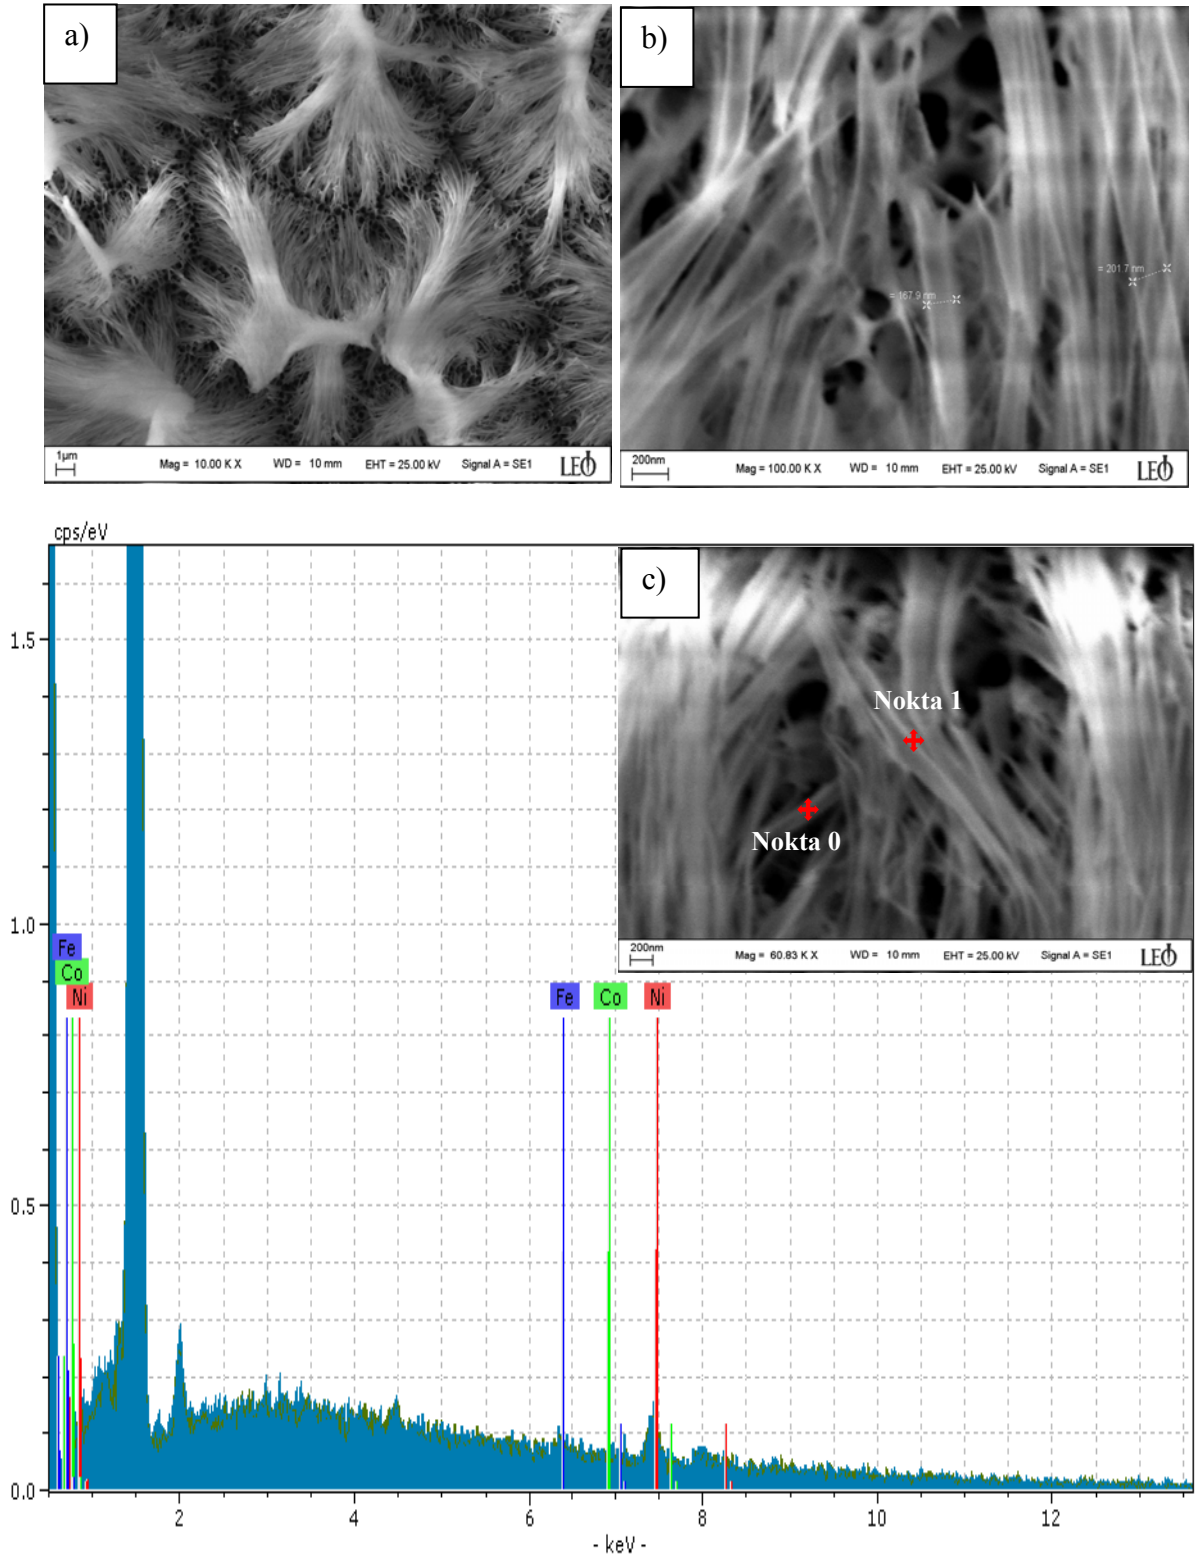 a)
1µm
Mag = 10.00 K X WD = 10 mm EHT = 25.00 kV Signal A = SE1 LEO
b)
= 201.7 nm
= 167.9 nm
200nm
Mag = 100.00 K X WD = 10 mm EHT = 25.00 kV Signal A = SE1 LEO
cps/eV
c)
Nokta 1
Nokta 0
200nm
Mag = 60.83 K X WD = 10 mm EHT = 25.00 kV Signal A = SE1 LEO
1.5
1.0
0.5
0.0
Fe
Co
Ni
Fe Co Ni
2 4 6 8 10 12
- keV -